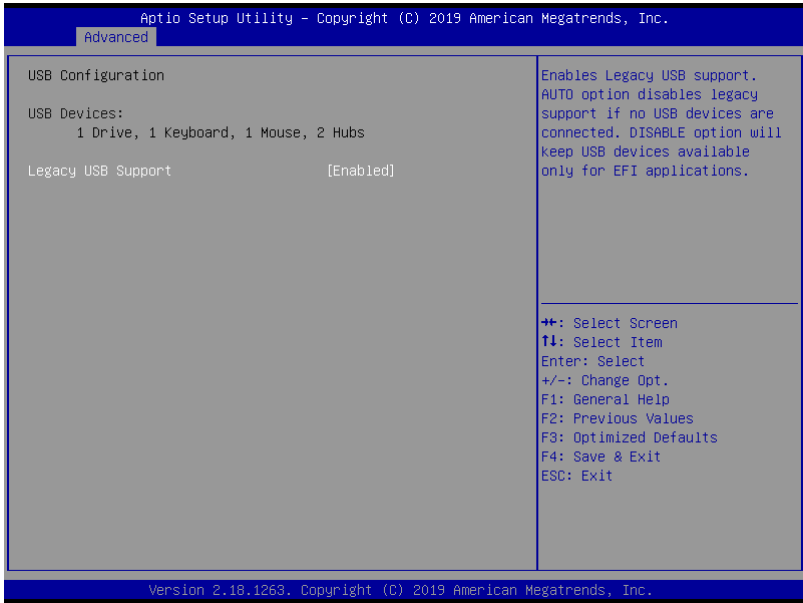 Aptio Setup Utility – Copyright (C) 2019 American Megatrends, Inc.
Advanced
USB Configuration
USB Devices:
1 Drive, 1 Keyboard, 1 Mouse, 2 Hubs
Legacy USB Support [Enabled]
Enables Legacy USB support.
AUTO option disables legacy
support if no USB devices are
connected. DISABLE option will
keep USB devices available
only for EFI applications.
→←: Select Screen
↑↓: Select Item
Enter: Select
+/-: Change Opt.
F1: General Help
F2: Previous Values
F3: Optimized Defaults
F4: Save & Exit
ESC: Exit
Version 2.18.1263. Copyright (C) 2019 American Megatrends, Inc.